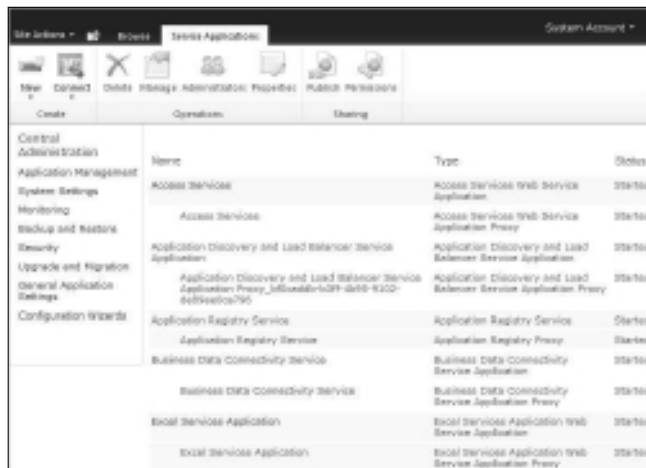 Site Actions
Browse
Service Applications
System Account
New
Connect
Delete
Manage
Administrators
Properties
Publish
Permissions
Create
Operations
Sharing
Central
Administration
Application Management
System Settings
Monitoring
Backup and Restore
Security
Upgrade and Migration
General Application
Settings
Configuration Wizards
Name
Type
Status
Access Services
Access Services Web Service
Application
Started
Access Services
Access Services Web Service
Application Proxy
Started
Application Discovery and Load Balancer Service
Application
Application Discovery and Load
Balancer Service Application
Started
Application Discovery and Load Balancer Service
Application
Application Discovery and Load
Balancer Service Application Proxy
Started
Application Registry Service
Application Registry Service
Started
Application Registry Service
Application Registry Proxy
Started
Business Data Connectivity Service
Business Data Connectivity
Service Application
Started
Business Data Connectivity Service
Business Data Connectivity
Service Application Proxy
Started
Excel Services Application
Excel Services Application Web
Service Application
Started
Excel Services Application
Excel Services Application Web
Service Application Proxy
Started